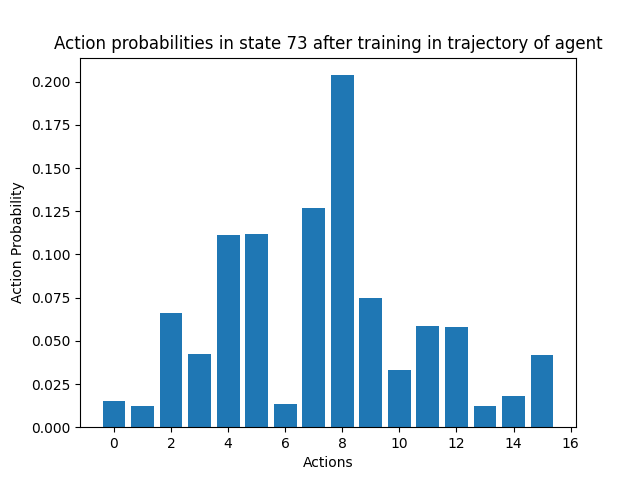 Action probabilities in state 73 after training in trajectory of agent
0.200
0.175
0.150
0.125
0.100
0.075
0.050
0.025
0.000
Action Probability
0 2 4 6 8 10 12 14 16
Actions